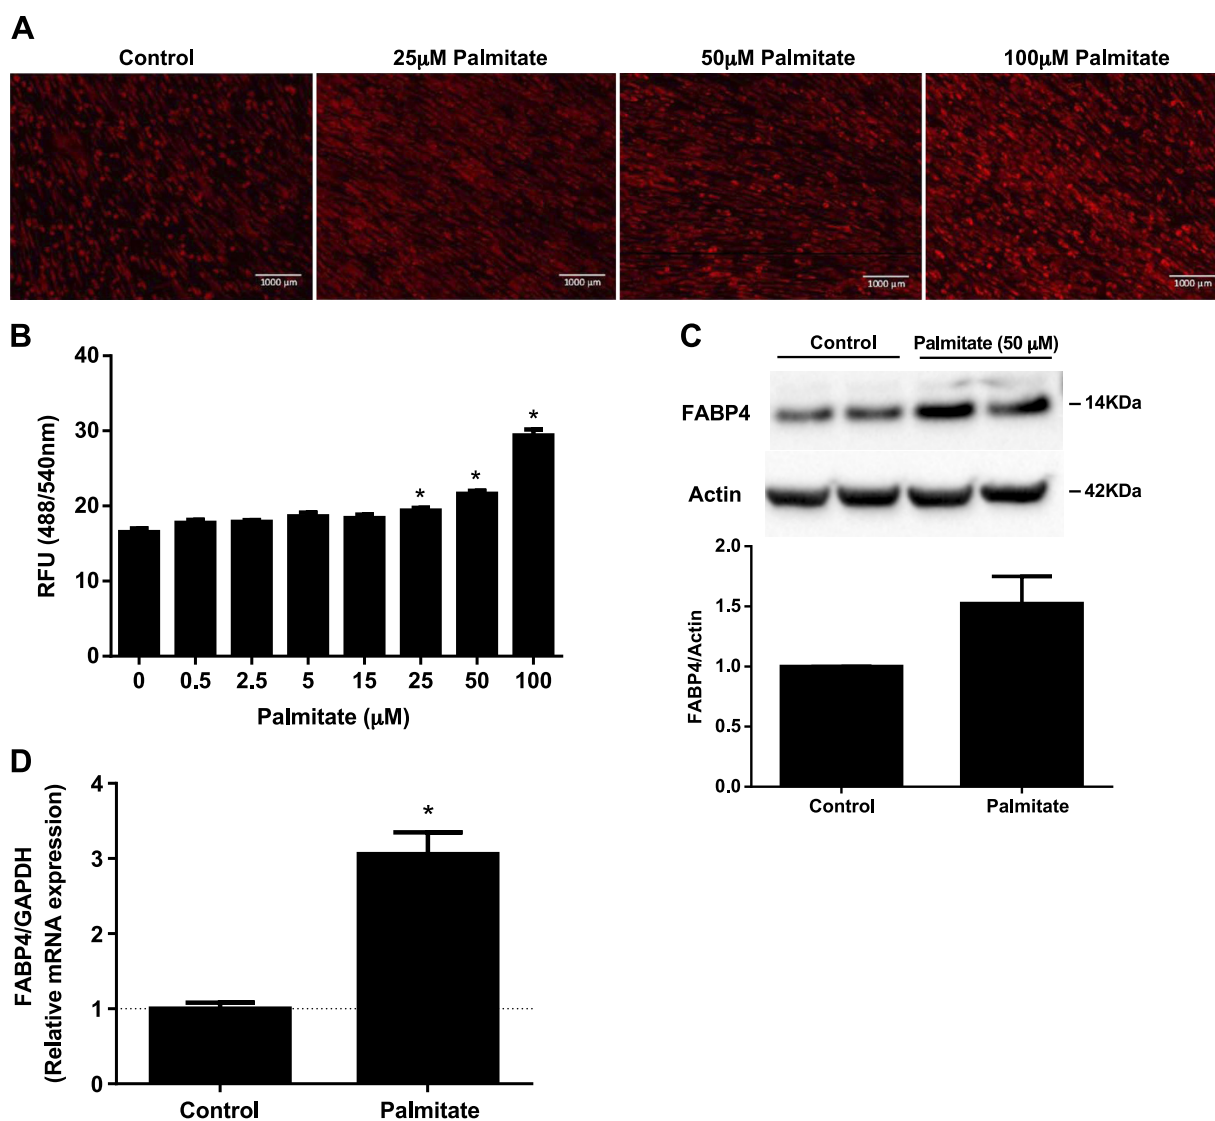 A
Control
25μM Palmitate
50μM Palmitate
100μM Palmitate
1000 μm
1000 μm
1000 μm
1000 μm
B
40
30
20
10
0
RFU (488/540nm)
*
*
*
0 0.5 2.5 5 15 25 50 100
Palmitate (μM)
C
Control
Palmitate (50 μM)
FABP4
–14KDa
Actin
–42KDa
2.0
1.5
1.0
0.5
0.0
FABP4/Actin
Control
Palmitate
D
4
3
2
1
0
FABP4/GAPDH
(Relative mRNA expression)
*
Control
Palmitate